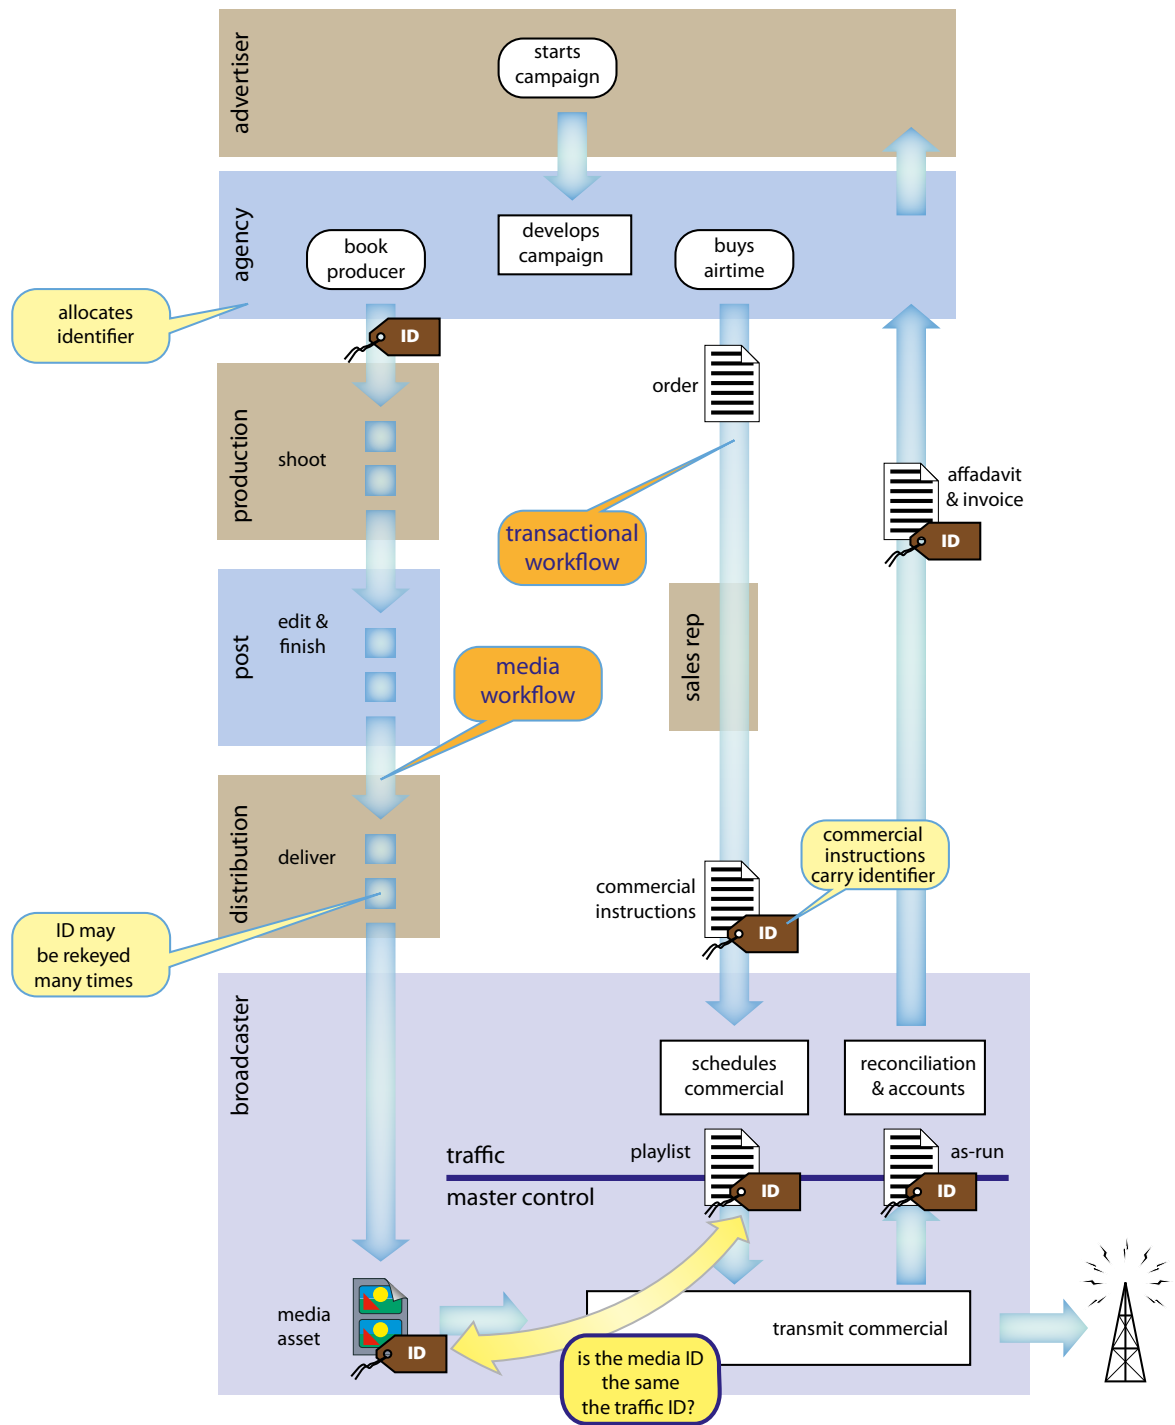 advertiser
starts
campaign
agency
develops
campaign
book
producer
buys
airtime
allocates
identifier
ID
order
production
shoot
affadavit
& invoice
ID
transactional
workflow
post
edit &
finish
media
workflow
sales rep
distribution
deliver
commercial
instructions
carry identifier
commercial
instructions
ID
ID may
be rekeyed
many times
broadcaster
schedules
commercial
reconciliation
& accounts
traffic
playlist
as-run
master control
ID
ID
media
asset
ID
transmit commercial
is the media ID
the same
the traffic ID?